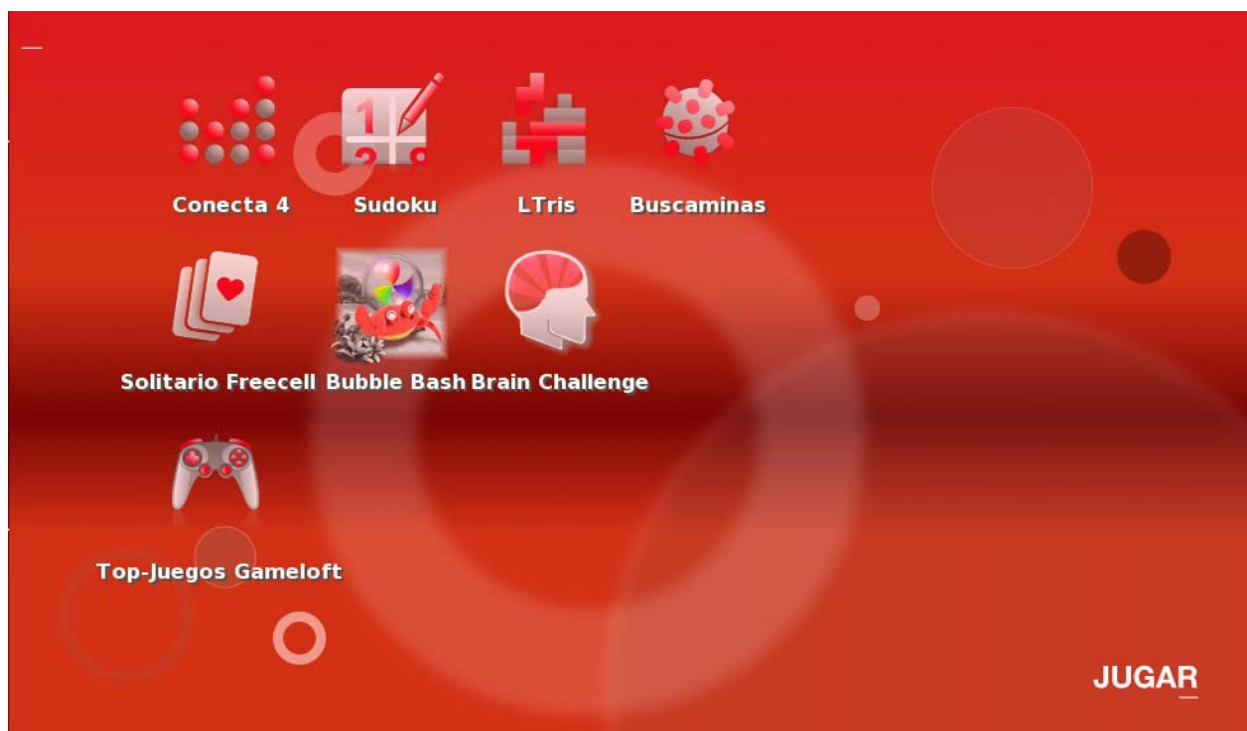 Conecta 4 Sudoku LTris Buscaminas
Solitario Freecell Bubble Bash Brain Challenge
Top-Juegos Gameloft
JUGAR